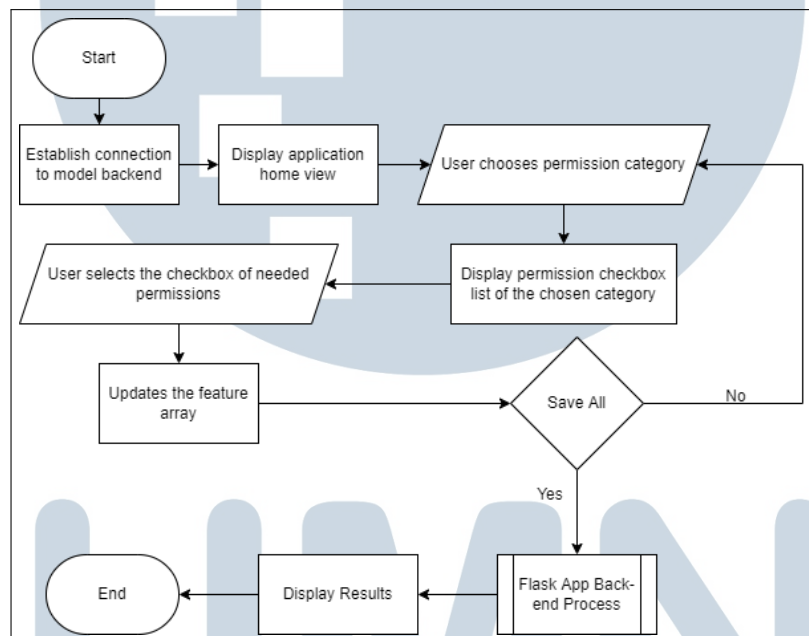 Start
Establish connection
to model backend
Display application
home view
User chooses permission category
User selects the checkbox of needed
permissions
Display permission checkbox
list of the chosen category
Updates the feature
array
Save All
No
Yes
End
Display Results
Flask App Back-
end Process